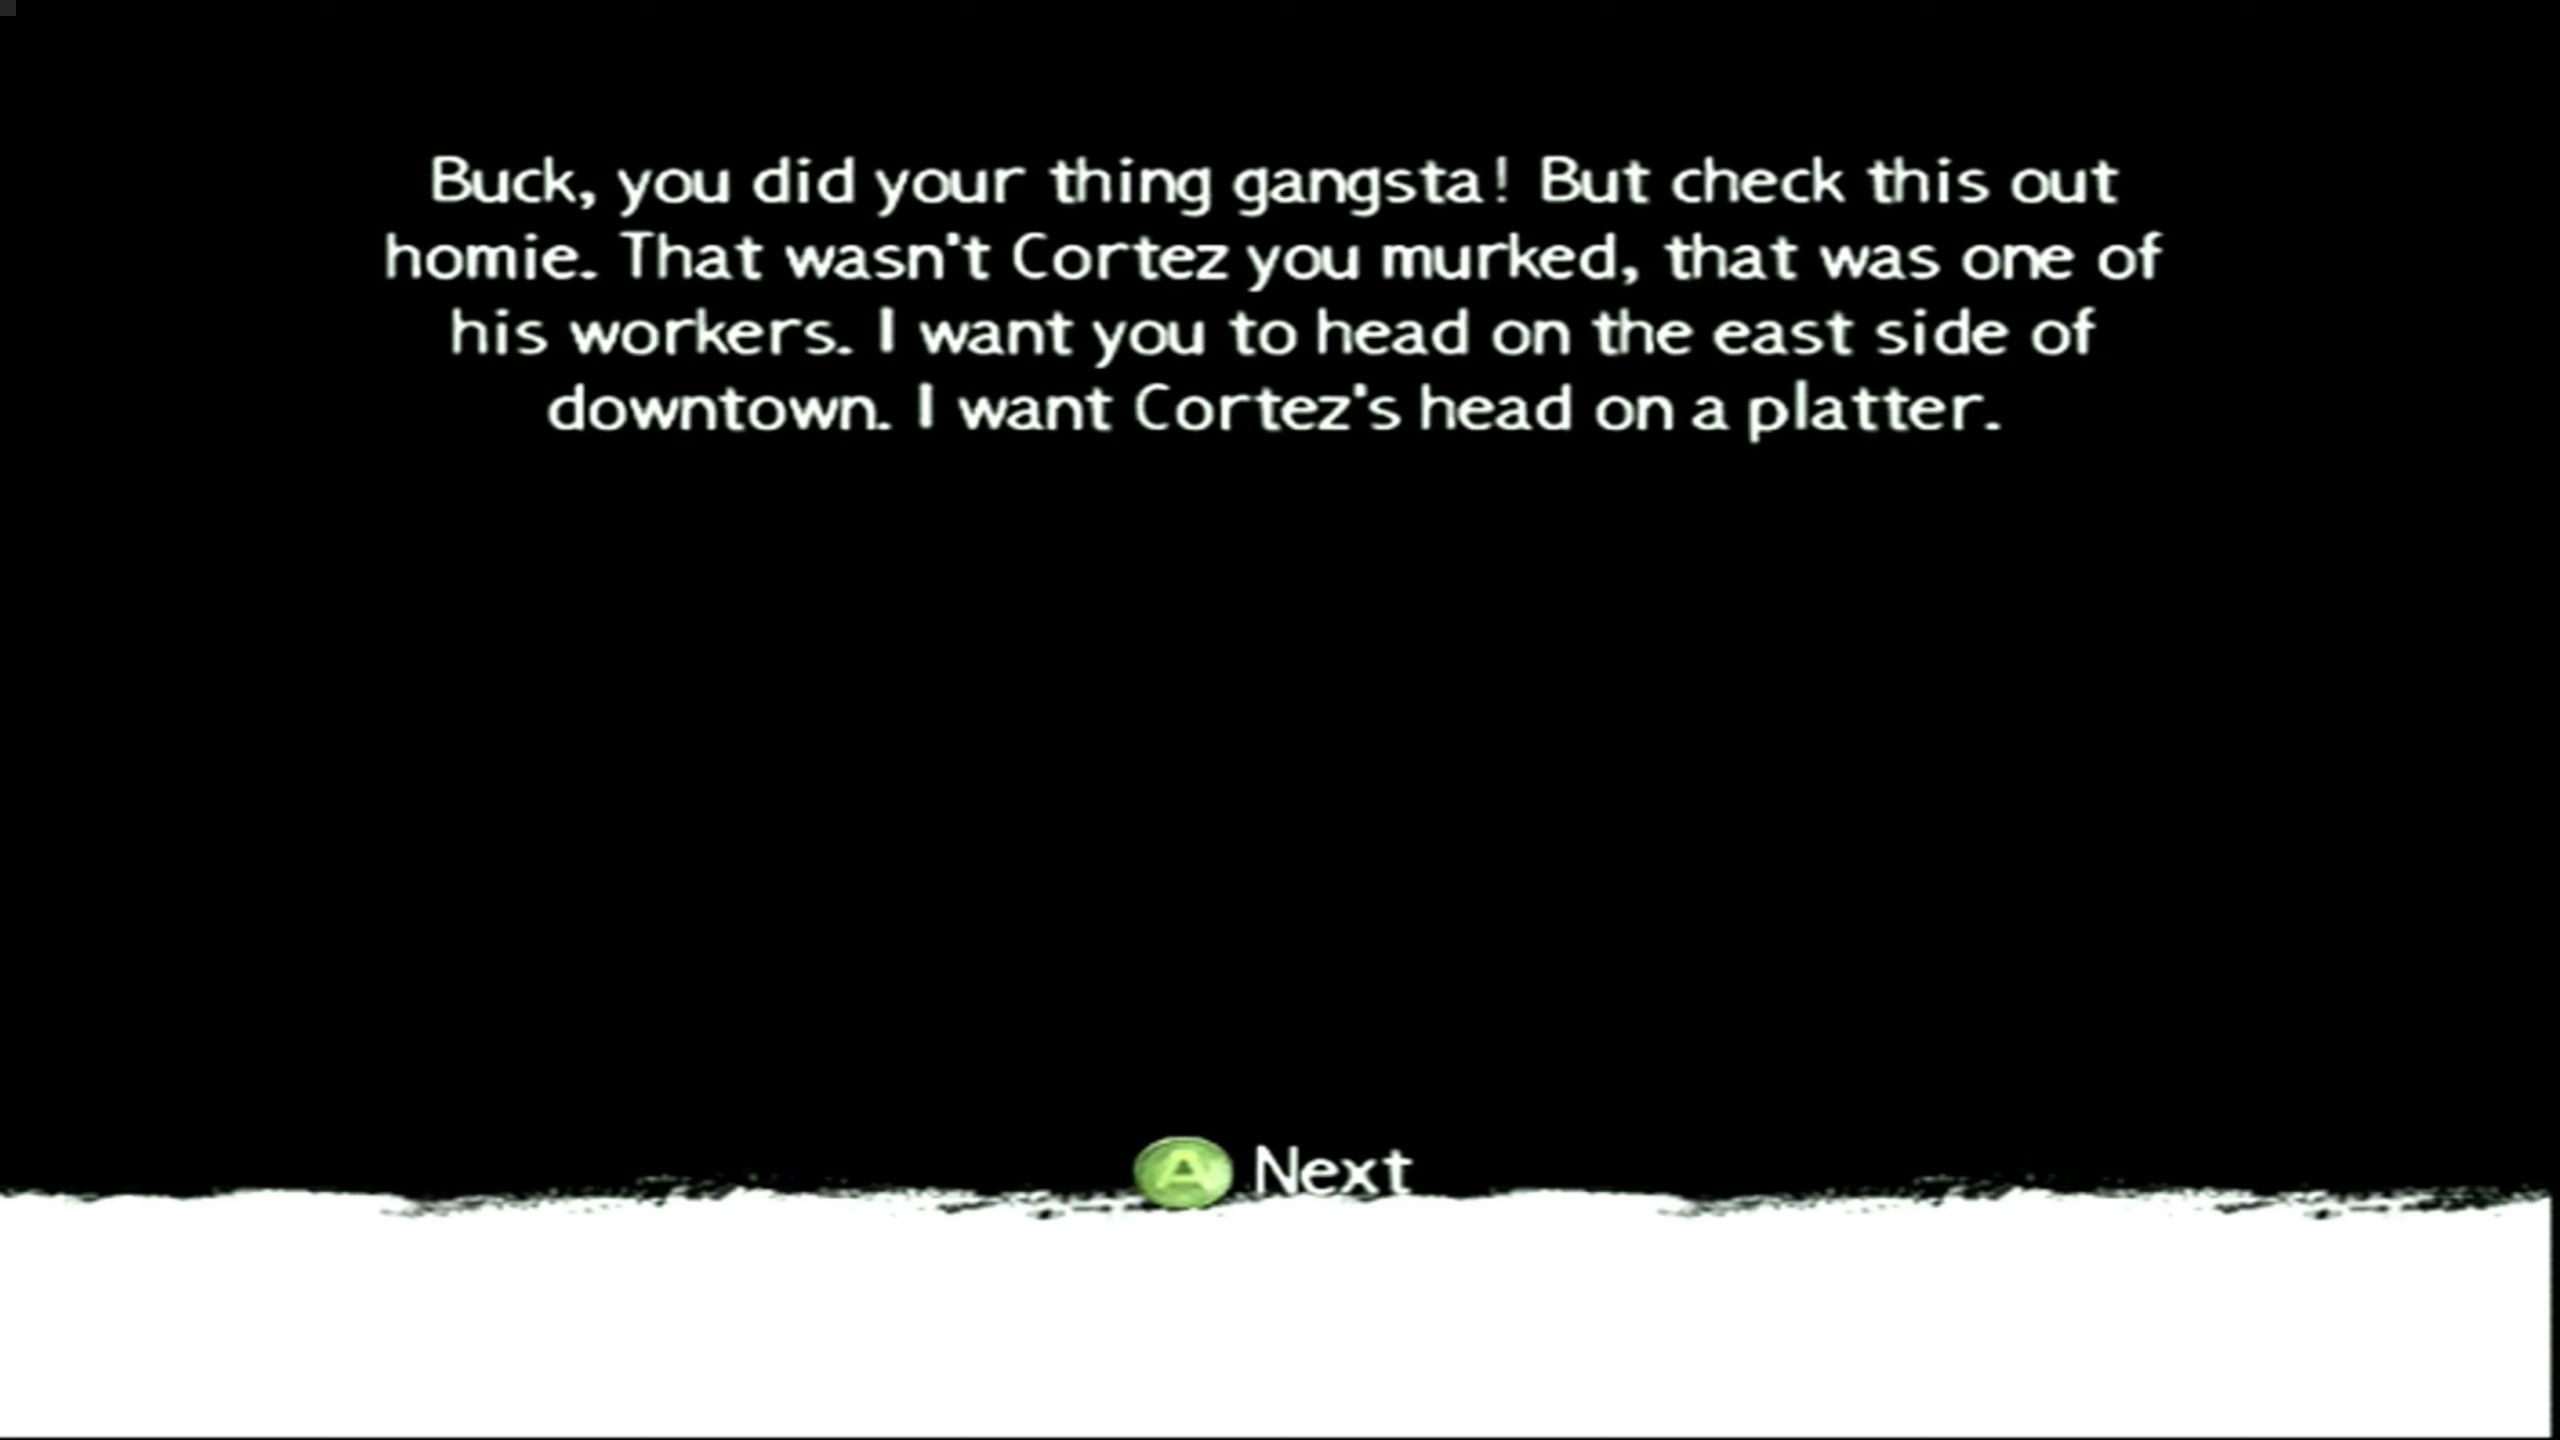 Buck, you did your thing gangsta! But check this out
homie. That wasn't Cortez you murked, that was one of
his workers. I want you to head on the east side of
downtown. I want Cortez's head on a platter.
A Next